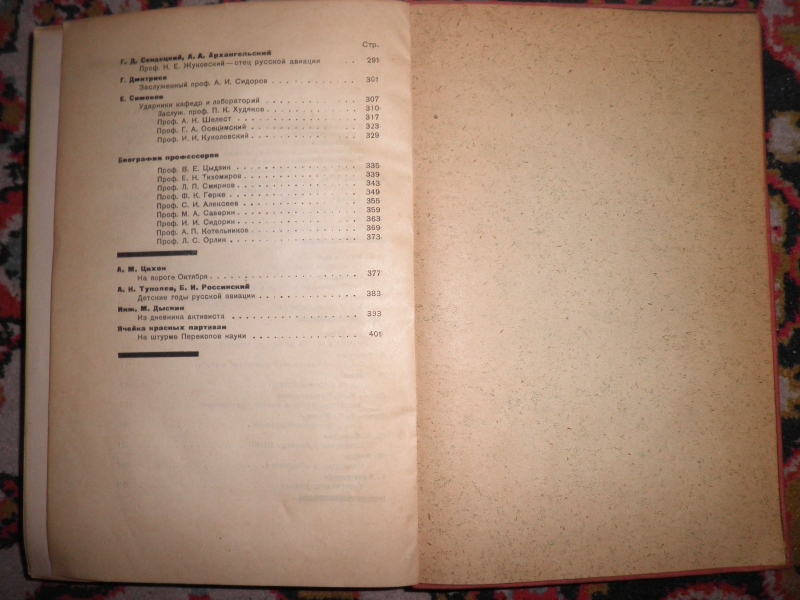 Стр.
Г. Д. Сендецкий, А. А. Архангельский
Проф. Н. Е. Жуковский — отец русской авиации . . 291
Г. Дмитриев
Заслуженный проф. А. И. Сидоров . . . . . . . . . 301
Е. Симонов
Ударники кафедр и лабораторий . . . . . . . . . . 307
Заслуж. проф. П. К. Худяков . . . . . . . . . . 310
Проф. А. Н. Шелест . . . . . . . . . . . . . 317
Проф. Г. А. Осецимский . . . . . . . . . . . 323
Проф. И. И. Куколевский . . . . . . . . . . . 329
Биографии профессоров
Проф. В. Е. Цыдзик . . . . . . . . . . . . . 335
Проф. Е. Н. Тихомиров . . . . . . . . . . . . 339
Проф. Л. П. Смирнов . . . . . . . . . . . . . 343
Проф. Ф. К. Герке . . . . . . . . . . . . . . 349
Проф. С. И. Алексеев . . . . . . . . . . . . 355
Проф. М. А. Саверин . . . . . . . . . . . . . 359
Проф. И. И. Сидорин . . . . . . . . . . . . . 363
Проф. А. П. Котельников . . . . . . . . . . . 369
Проф. Л. С. Орлин . . . . . . . . . . . . . . 373
А. М. Цихон
На пороге Октября . . . . . . . . . . . . . . . 377
А. Н. Туполев, Б. И. Россинский
Детские годы русской авиации . . . . . . . . . . 383
Инж. М. Дыскин
Из дневника активиста . . . . . . . . . . . . . 393
Ячейка красных партизан
На штурме Перекопов науки . . . . . . . . . . .